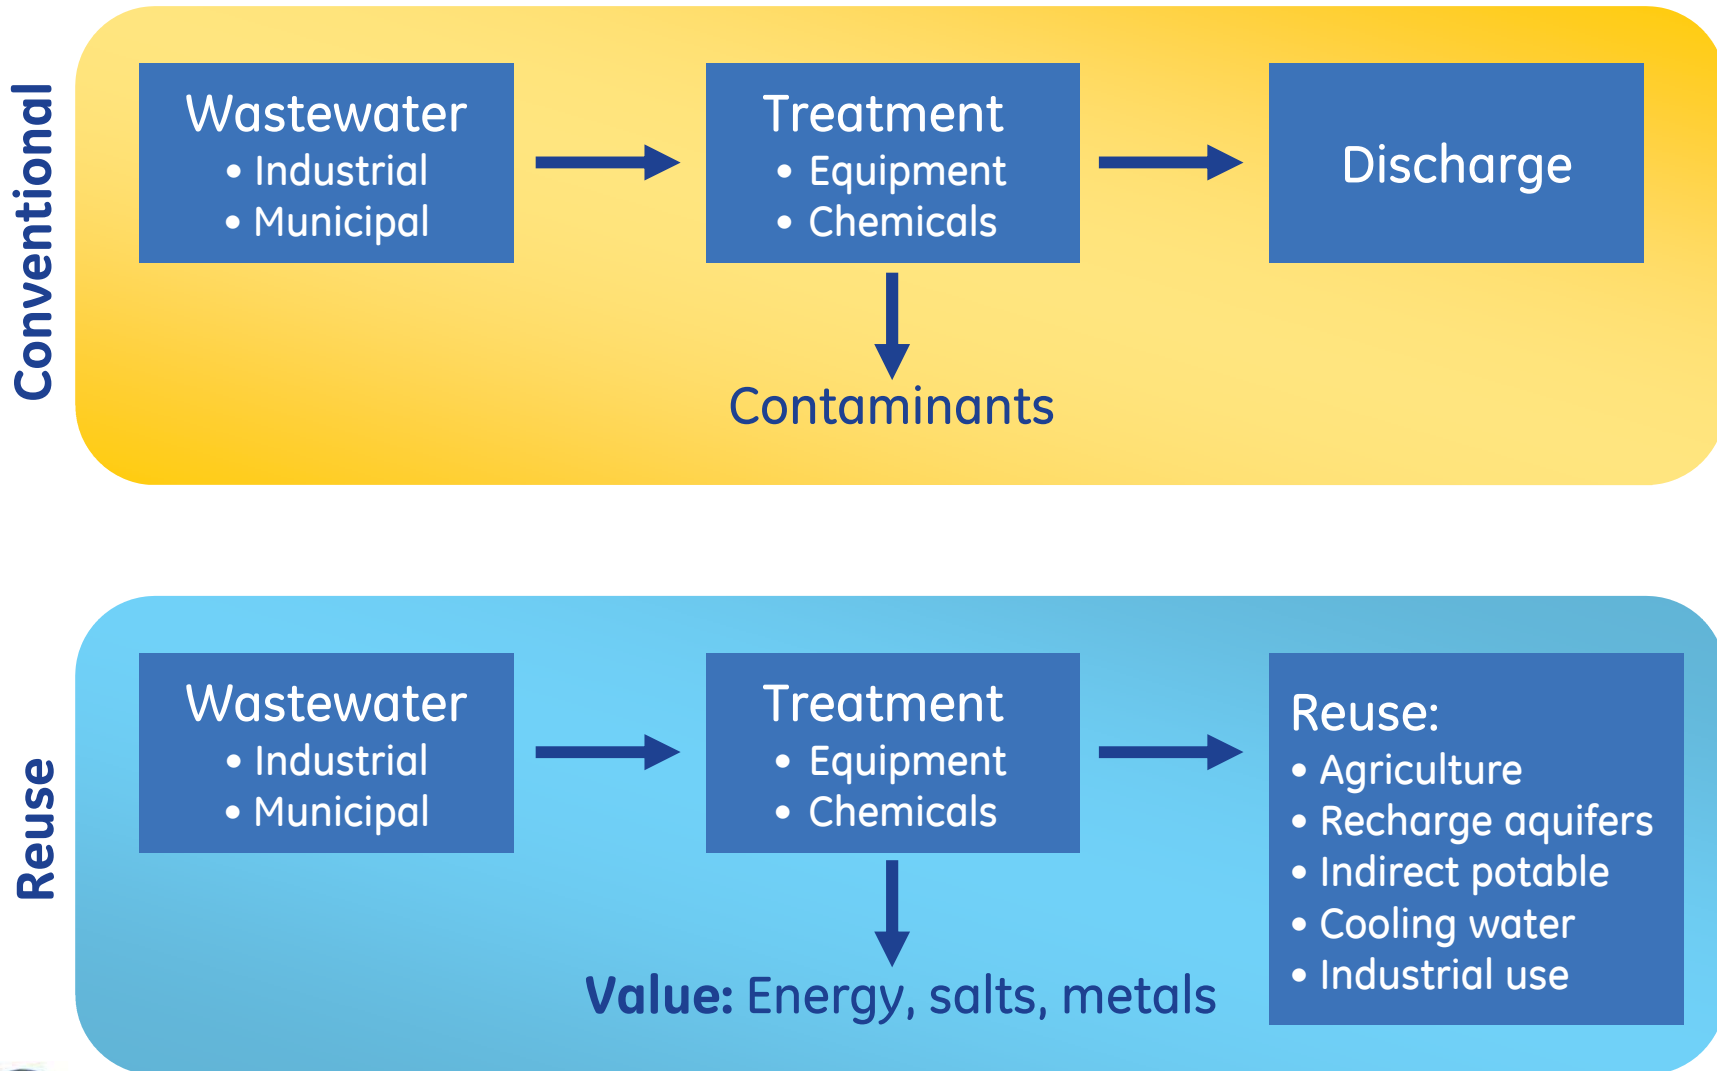 Conventional
Wastewater
• Industrial
• Municipal
Treatment
• Equipment
• Chemicals
Discharge
Contaminants
Reuse
Wastewater
• Industrial
• Municipal
Treatment
• Equipment
• Chemicals
Reuse:
• Agriculture
• Recharge aquifers
• Indirect potable
• Cooling water
• Industrial use
Value: Energy, salts, metals